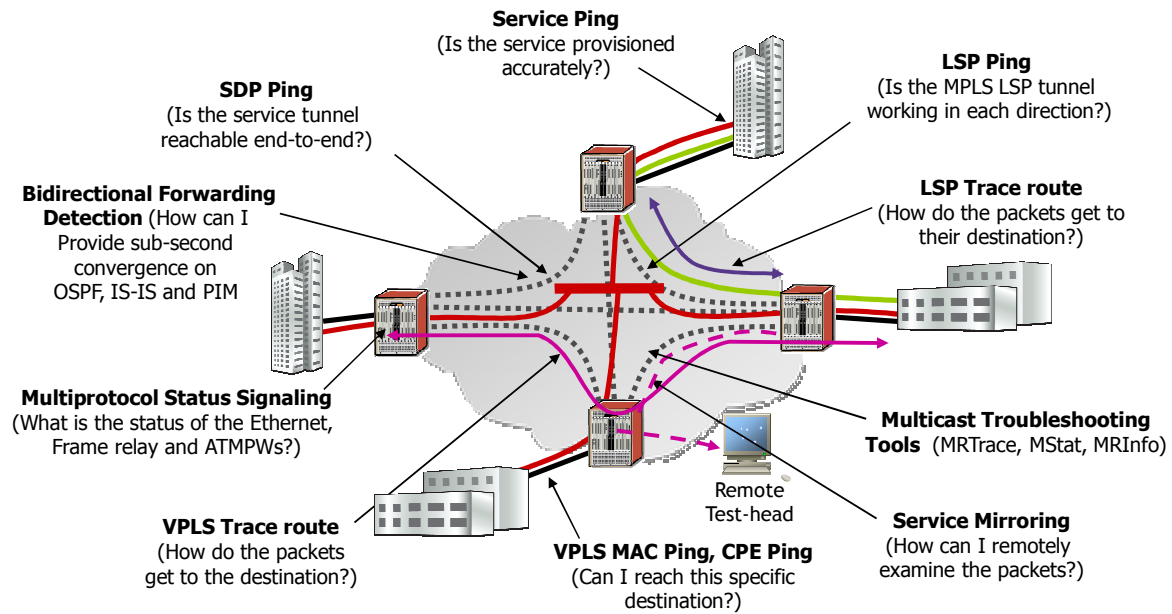 Service Ping
(Is the service provisioned
accurately?)
LSP Ping
(Is the MPLS LSP tunnel
working in each direction?)
SDP Ping
(Is the service tunnel
reachable end-to-end?)
LSP Trace route
(How do the packets get to
their destination?)
Bidirectional Forwarding
Detection (How can I
Provide sub-second
convergence on
OSPF, IS-IS and PIM
Multiprotocol Status Signaling
(What is the status of the Ethernet,
Frame relay and ATMPWs?)
Multicast Troubleshooting
Tools (MRTrace, MStat, MRInfo)
Remote
Test-head
VPLS Trace route
(How do the packets
get to the destination?)
VPLS MAC Ping, CPE Ping
(Can I reach this specific
destination?)
Service Mirroring
(How can I remotely
examine the packets?)